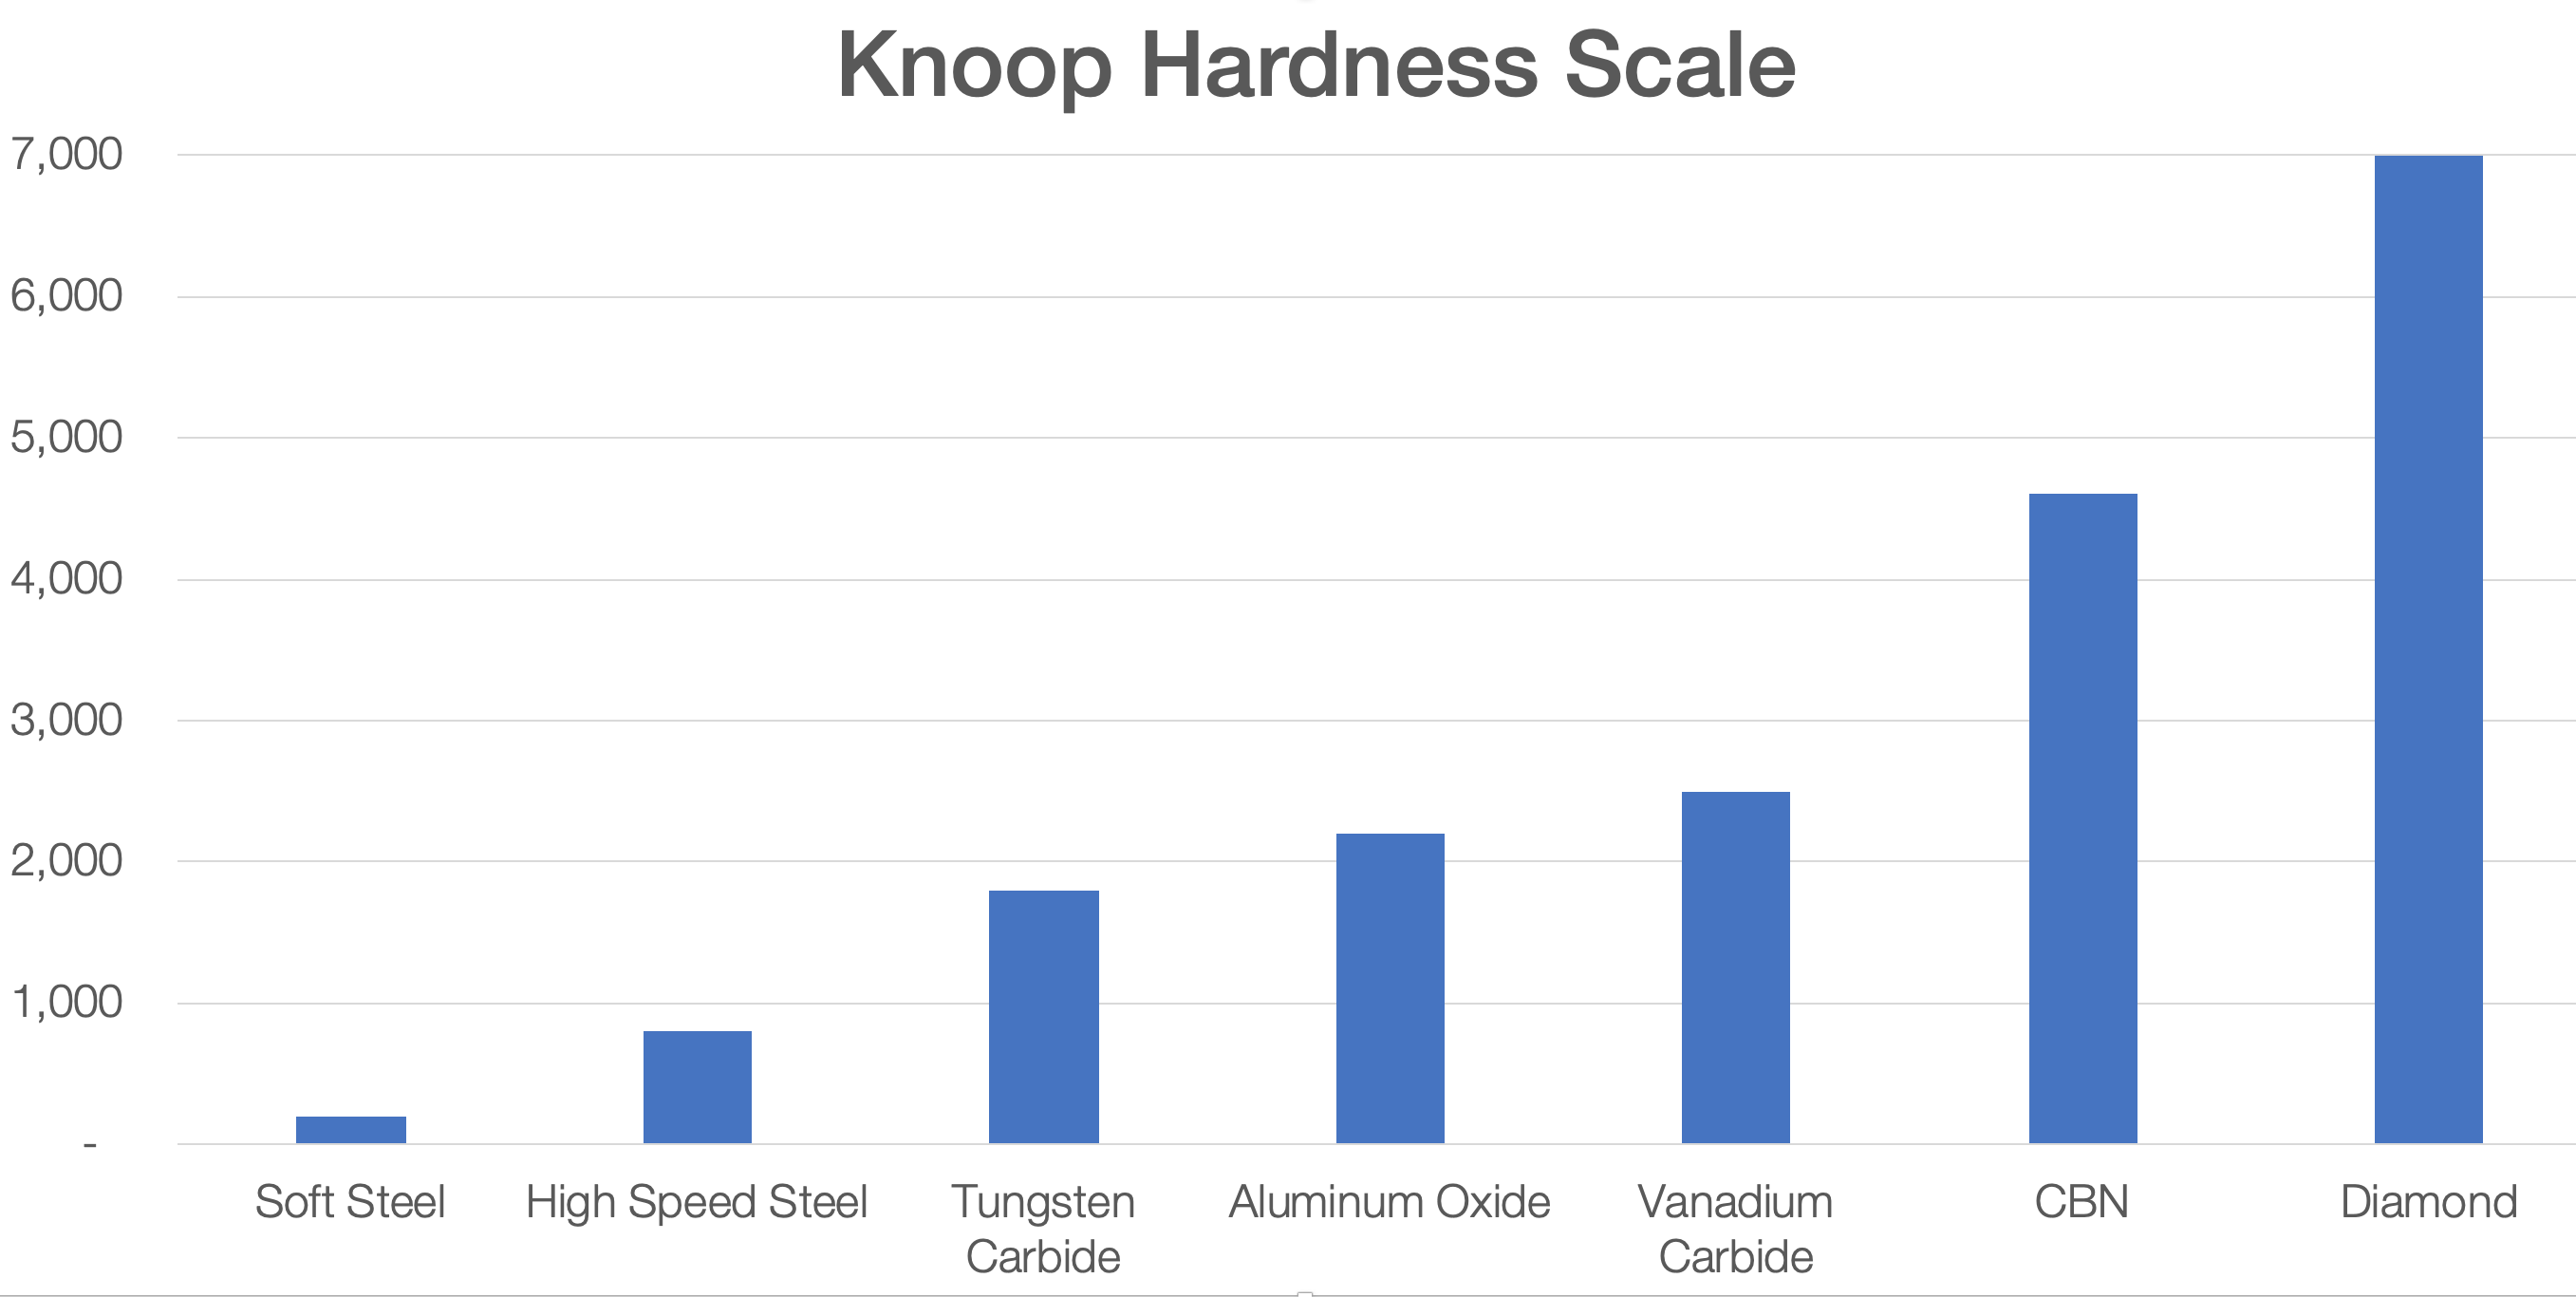 Knoop Hardness Scale
7,000
6,000
5,000
4,000
3,000
2,000
1,000
-
Soft Steel
High Speed Steel
Tungsten
Carbide
Aluminum Oxide
Vanadium
Carbide
CBN
Diamond